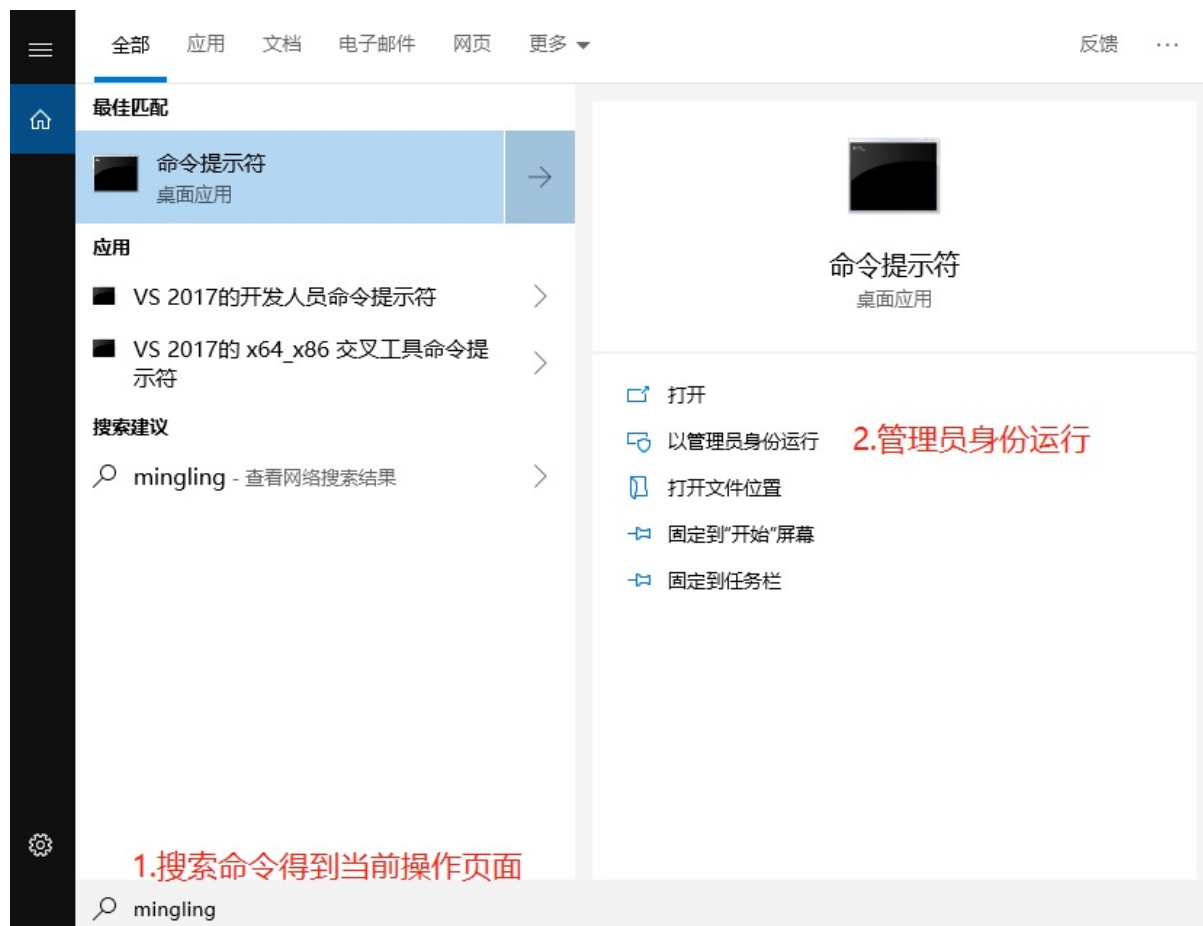 全部 应用 文档 电子邮件 网页 更多 反馈 ...
最佳匹配
命令提示符
桌面应用
应用
VS 2017的开发人员命令提示符
VS 2017的 x64_x86 交叉工具命令提
示符
搜索建议
mingling - 查看网络搜索结果
命令提示符
桌面应用
打开
以管理员身份运行 2.管理员身份运行
打开文件位置
固定到"开始"屏幕
固定到任务栏
1.搜索命令得到当前操作页面
mingling